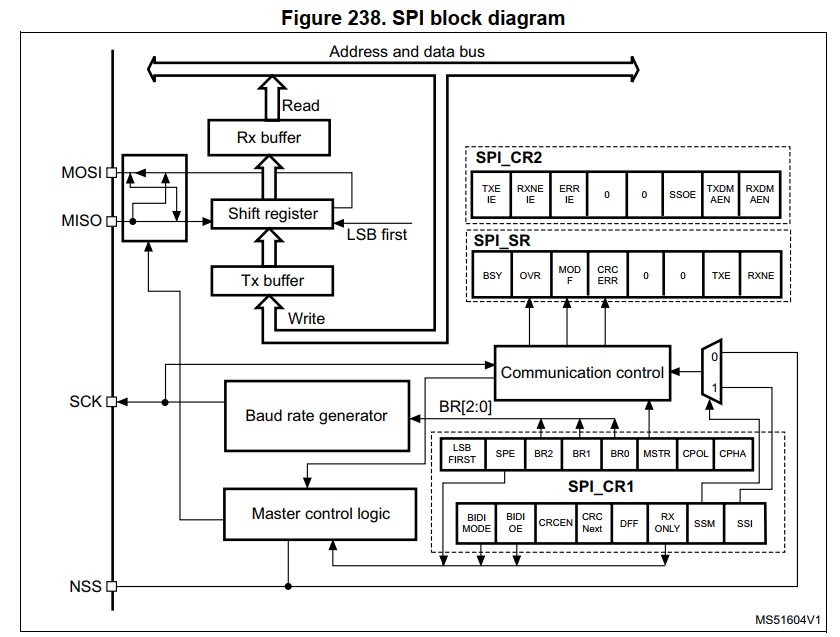 Figure 238. SPI block diagram
Address and data bus
Read
Rx buffer
MOSI
MISO
Shift register
LSB first
Tx buffer
Write
SPI_CR2
TXE
IE
RXNE
IE
ERR
IE
0
0
SSOE
TXDM
AEN
RXDM
AEN
SPI_SR
BSY
OVR
MOD
F
CRC
ERR
0
0
TXE
RXNE
Communication control
0
1
SCK
Baud rate generator
BR[2:0]
LSB
FIRST
SPE
BR2
BR1
BR0
MSTR
CPOL
CPHA
SPI_CR1
Master control logic
BIDI
MODE
BIDI
OE
CRCEN
CRC
Next
DFF
RX
ONLY
SSM
SSI
NSS
MS51604V1